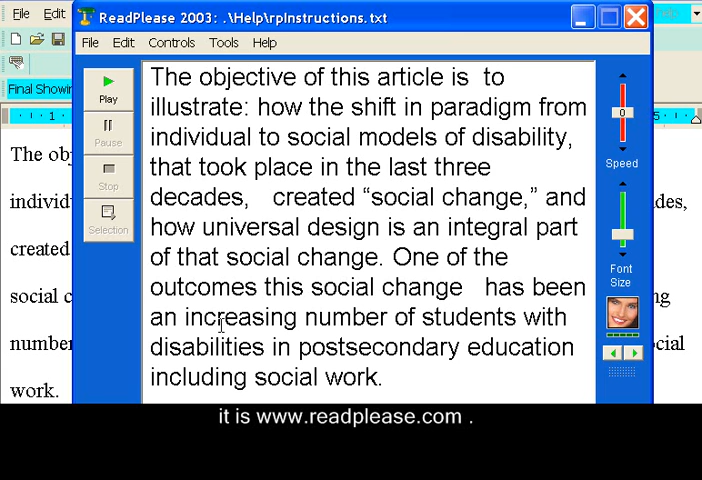 File Edit
ReadPlease 2003: .\Help\rpInstructions.txt
File Edit Controls Tools Help
Final Showin
Play
Pause
Stop
Selection
The objective of this article is to
illustrate: how the shift in paradigm from
individual to social models of disability,
that took place in the last three
decades, created “social change,” and
how universal design is an integral part
of that social change. One of the
outcomes this social change has been
an increasing number of students with
disabilities in postsecondary education
including social work.
0
Speed
Font
Size
The obj
individ
created
social c
number
work.
des,
ng
ocial
it is www.readplease.com .